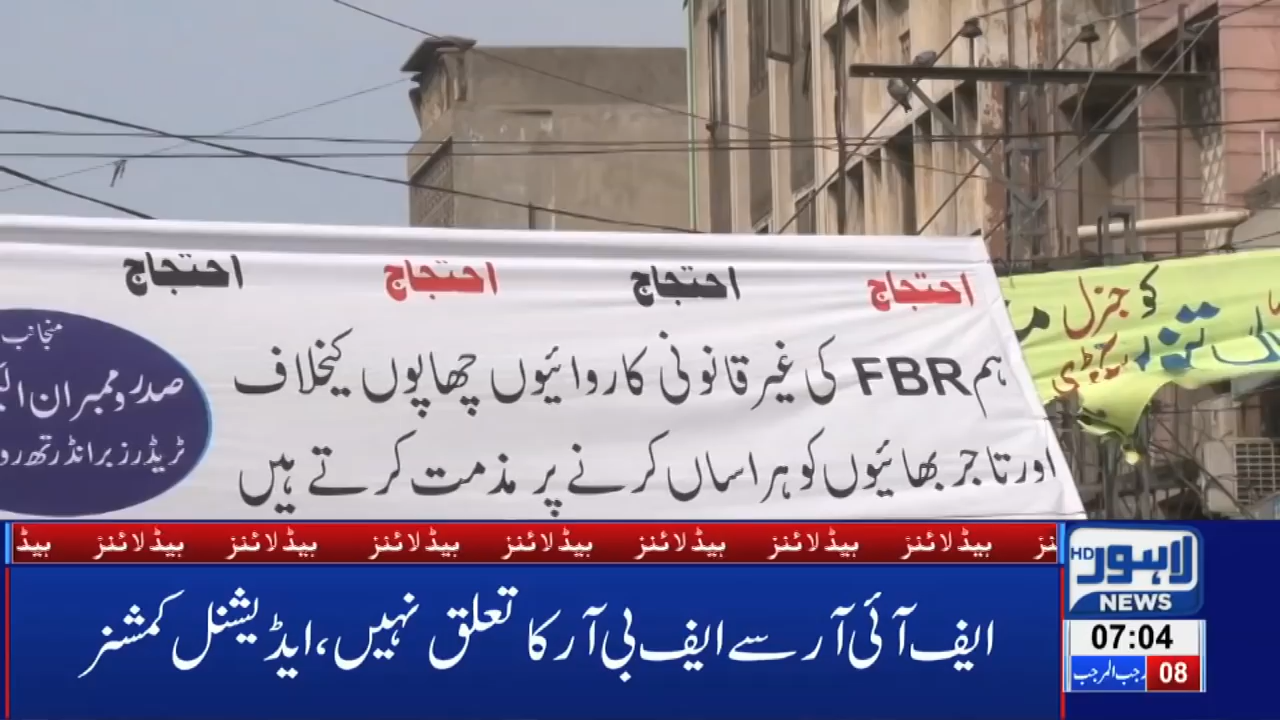 احتجاج احتجاج احتجاج احتجاج
ہم FBR کی غیر قانونی کاروائیوں چھاپوں کیخلاف
اور تاجر بھائیوں کو ہراساں کرنے پر مذمت کرتے ہیں
منجانب
صدر و ممبران
ٹریڈرز برانڈرتھ رو
کو جنرل
ہیڈلائنز ہیڈلائنز ہیڈلائنز ہیڈلائنز ہیڈلائنز ہیڈلائنز ہیڈلائنز
ایف آئی آر سے ایف بی آر کا تعلق نہیں، ایڈیشنل کمشنر
HD لاہور
NEWS
07:04
08 رجب المرجب